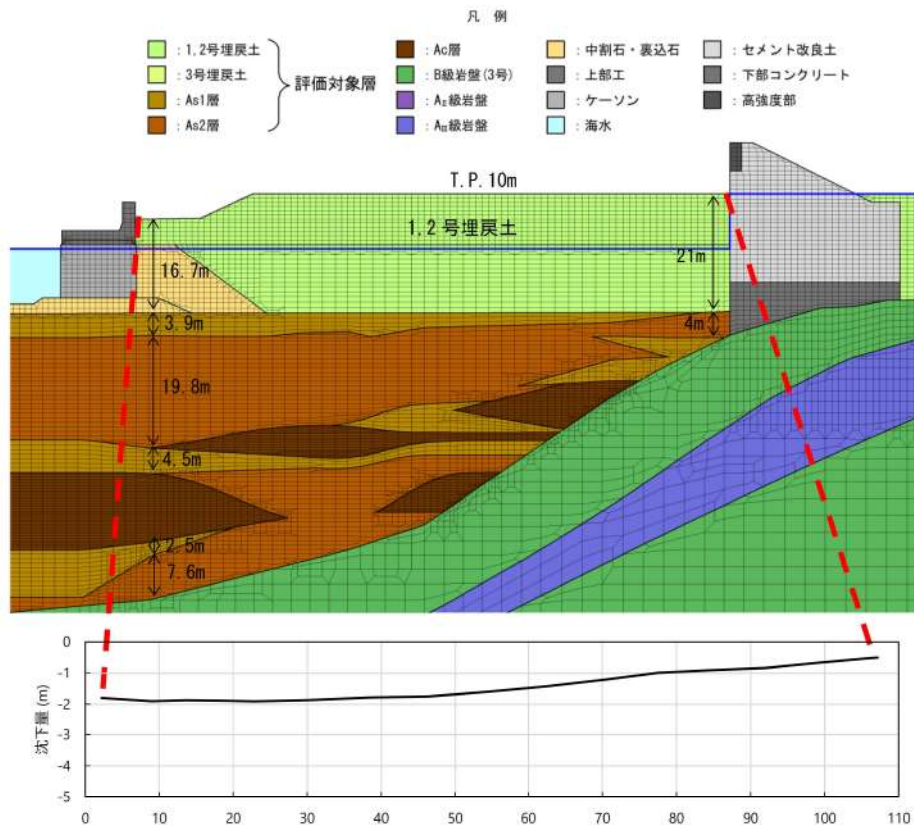 凡 例
: 1,2号埋戻土
: 3号埋戻土
: As1層
: As2層
評価対象層
: Ac層
: B級岩盤(3号)
: AⅡ級岩盤
: AⅢ級岩盤
: 中割石・裏込石
: 上部工
: ケーソン
: 海水
: セメント改良土
: 下部コンクリート
: 高強度部
T.P.10m
1,2号埋戻土
16.7m
21m
3.9m
4m
19.8m
4.5m
2.5m
7.6m
沈下量(m)
0
-1
-2
-3
-4
-5
0 10 20 30 40 50 60 70 80 90 100 110